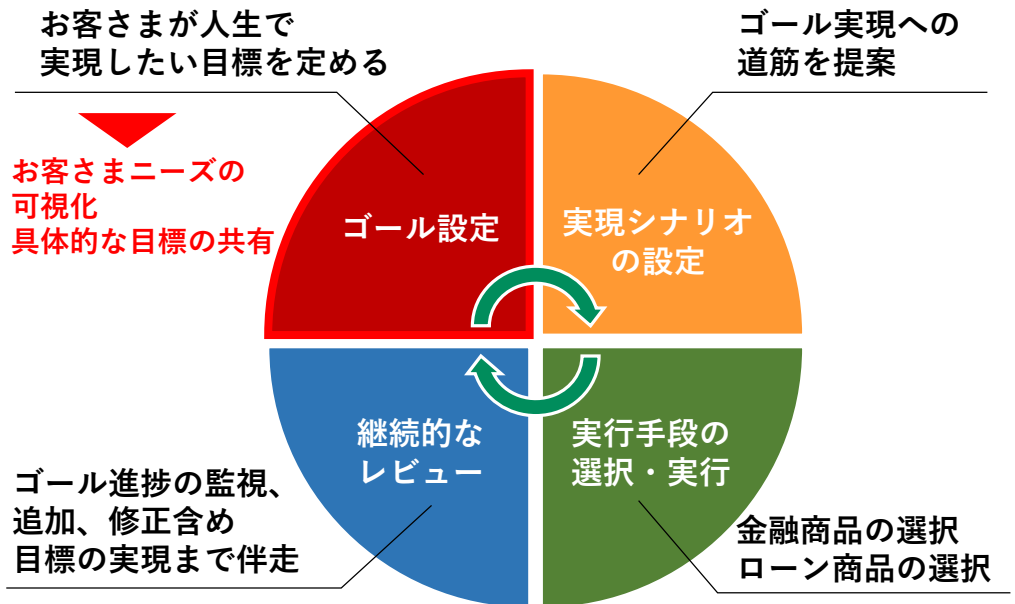 お客さまが人生で
実現したい目標を定める
ゴール実現への
道筋を提案
お客さまニーズの
可視化
具体的な目標の共有
ゴール設定
実現シナリオ
の設定
継続的な
レビュー
実行手段の
選択・実行
ゴール進捗の監視、
追加、修正含め
目標の実現まで伴走
金融商品の選択
ローン商品の選択